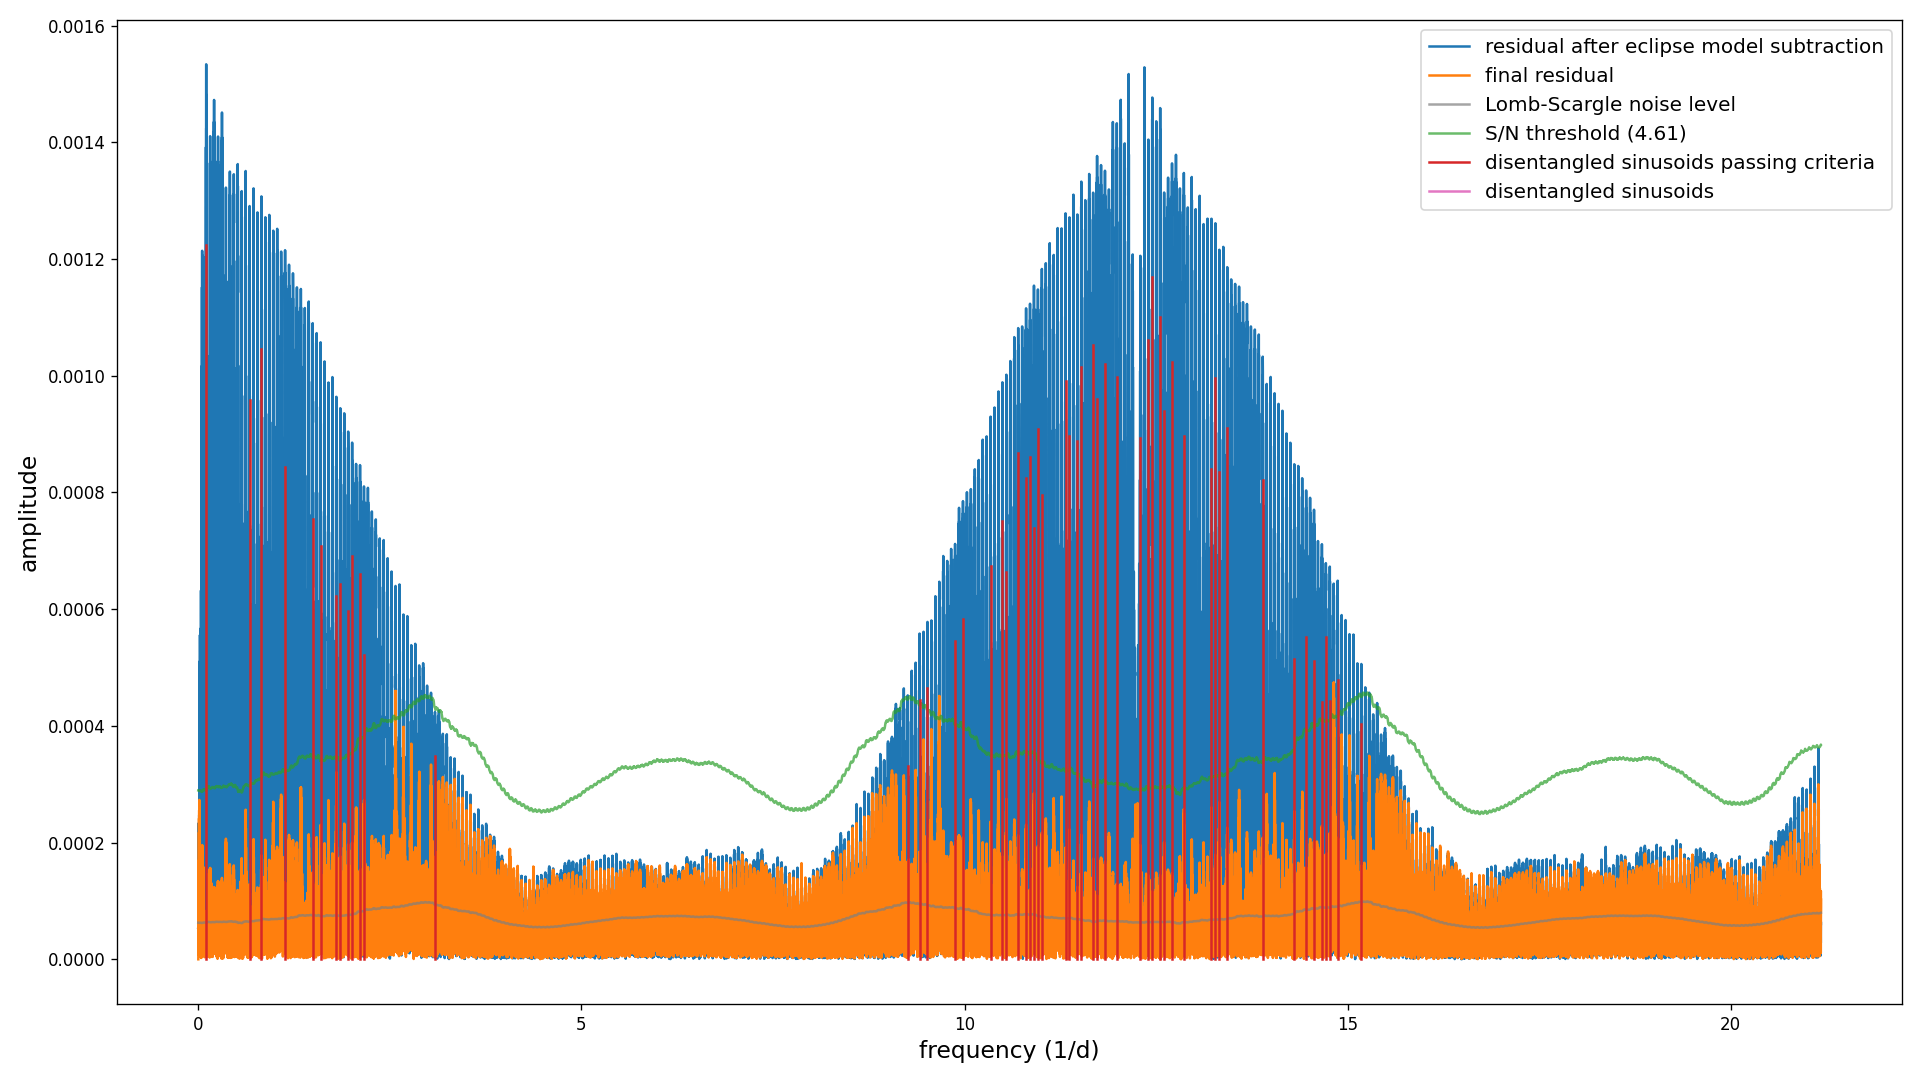 residual after eclipse model subtraction
final residual
Lomb-Scargle noise level
S/N threshold (4.61)
disentangled sinusoids passing criteria
disentangled sinusoids
amplitude
0.0016
0.0014
0.0012
0.0010
0.0008
0.0006
0.0004
0.0002
0.0000
0
5
10
15
20
frequency (1/d)